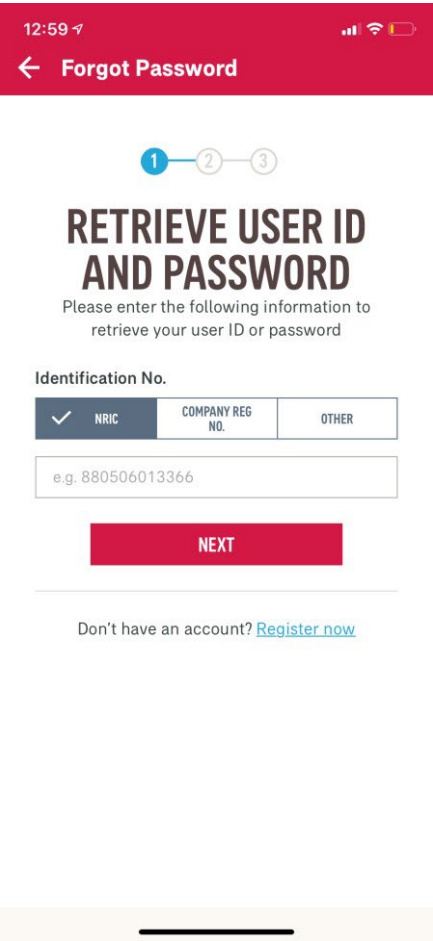 12:59
Forgot Password
1 2 3
RETRIEVE USER ID
AND PASSWORD
Please enter the following information to
retrieve your user ID or password
Identification No.
NRIC
COMPANY REG
NO.
OTHER
e.g. 880506013366
NEXT
Don't have an account? Register now